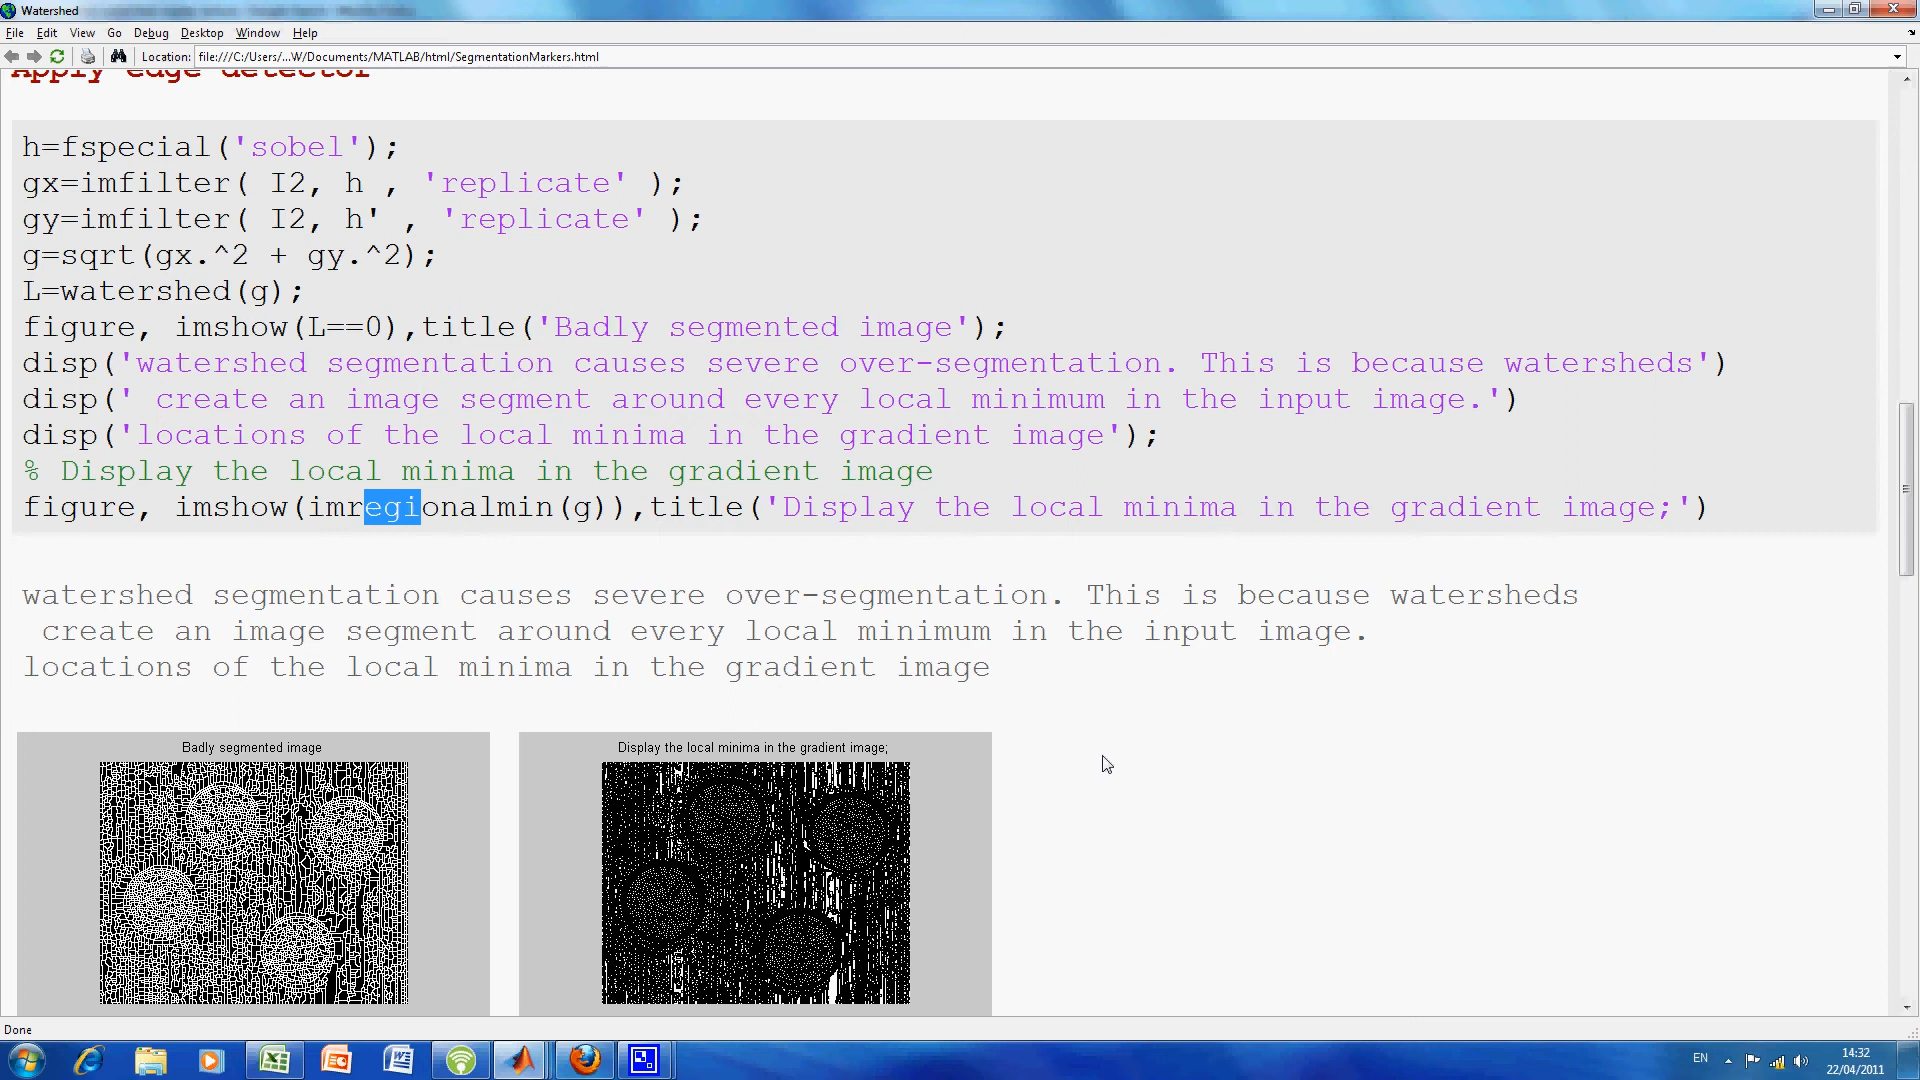 Watershed
File Edit View Go Debug Desktop Window Help
Location: file:///C:/Users/...W/Documents/MATLAB/html/SegmentationMarkers.html
Apply edge detector
h=fspecial('sobel');
gx=imfilter( I2, h , 'replicate' );
gy=imfilter( I2, h' , 'replicate' );
g=sqrt(gx.^2 + gy.^2);
L=watershed(g);
figure, imshow(L==0),title('Badly segmented image');
disp('watershed segmentation causes severe over-segmentation. This is because watersheds')
disp(' create an image segment around every local minimum in the input image.')
disp('locations of the local minima in the gradient image');
% Display the local minima in the gradient image
figure, imshow(imregionalmin(g)),title('Display the local minima in the gradient image;')
watershed segmentation causes severe over-segmentation. This is because watersheds
create an image segment around every local minimum in the input image.
locations of the local minima in the gradient image
Badly segmented image
Display the local minima in the gradient image;
Done
EN
14:32
22/04/2011